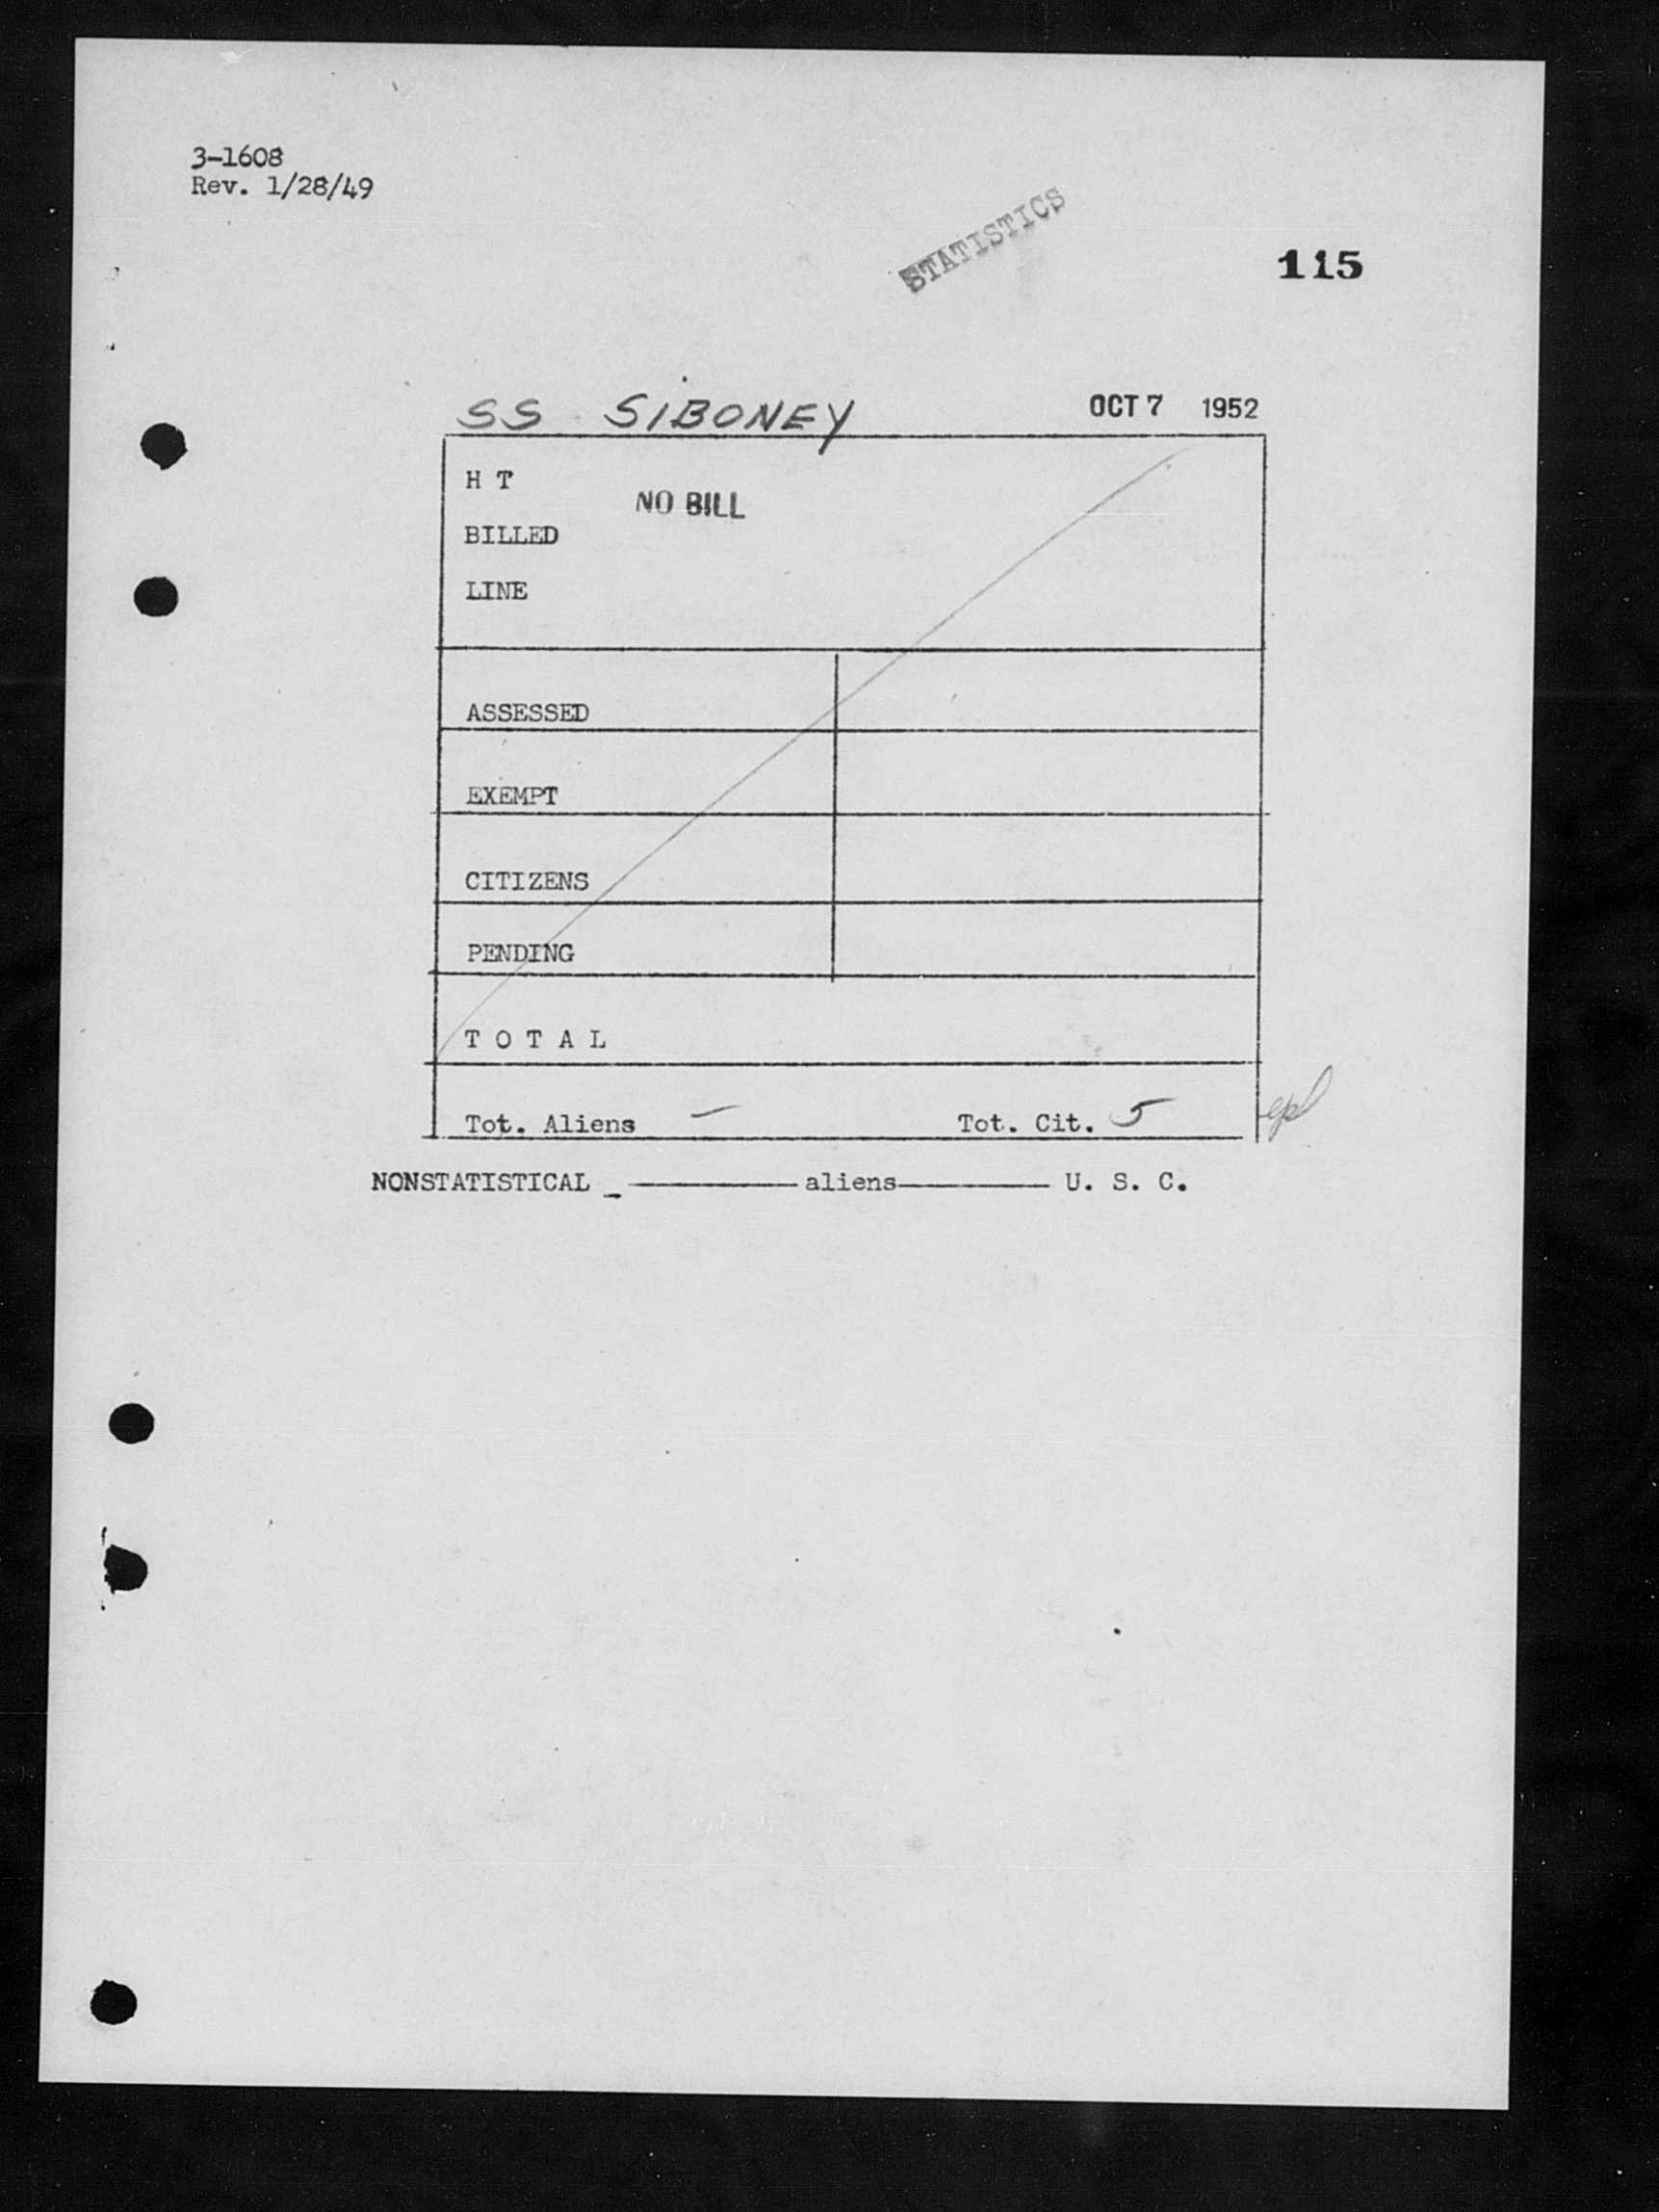 3-1608
Rev. 1/28/49
STATISTICS
115
SS SIBONEY OCT 7 1952
H T
NO BILL
BILLED
LINE
ASSESSED
EXEMPT
CITIZENS
PENDING
T O T A L
Tot. Aliens – Tot. Cit. 5
NONSTATISTICAL _ ———— aliens ———— U. S. C.